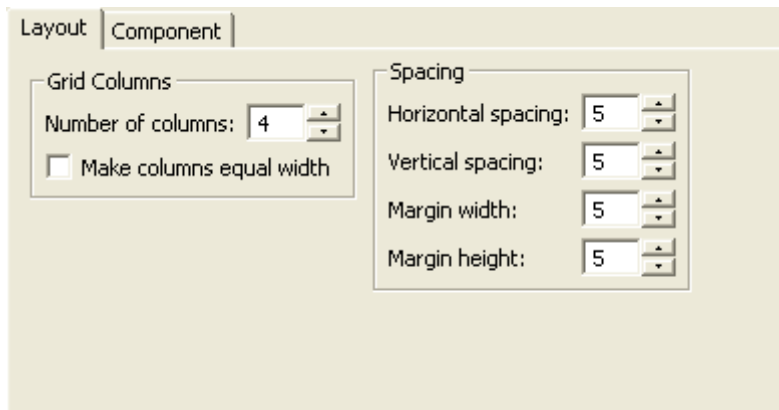 Layout
Component
Grid Columns
Number of columns: 4
Make columns equal width
Spacing
Horizontal spacing: 5
Vertical spacing: 5
Margin width: 5
Margin height: 5